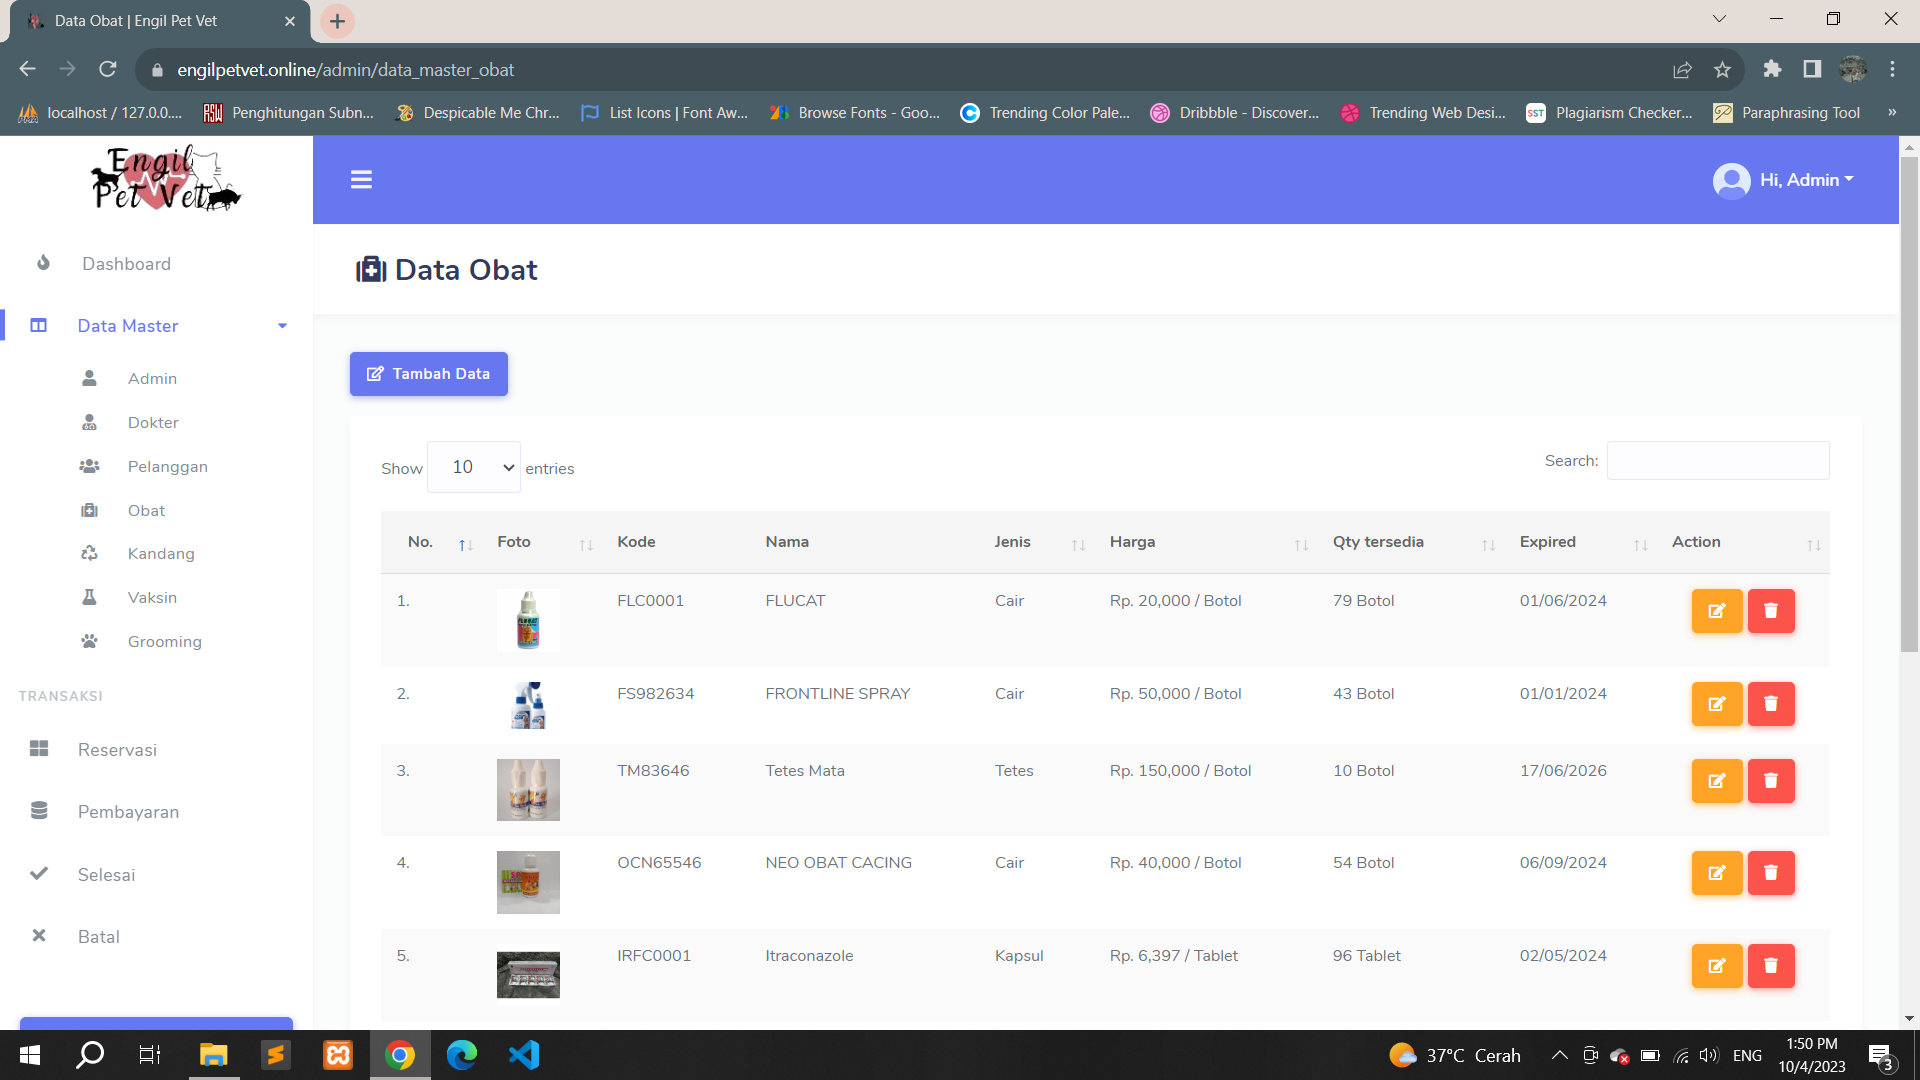 Data Obat | Engil Pet Vet
engilpetvet.online/admin/data_master_obat
localhost / 127.0.0.... Penghitungan Subn... Despicable Me Chr... List Icons | Font Aw... Browse Fonts - Goo... Trending Color Pale... Dribbble - Discover... Trending Web Desi... SST Plagiarism Checker... Paraphrasing Tool »
Engil
Pet Vet
Hi, Admin
Dashboard
Data Master
Admin
Dokter
Pelanggan
Obat
Kandang
Vaksin
Grooming
TRANSAKSI
Reservasi
Pembayaran
Selesai
Batal
Data Obat
Tambah Data
Show 10 entries
Search:
No. Foto Kode Nama Jenis Harga Qty tersedia Expired Action
1. FLC0001 FLUCAT Cair Rp. 20,000 / Botol 79 Botol 01/06/2024
2. FS982634 FRONTLINE SPRAY Cair Rp. 50,000 / Botol 43 Botol 01/01/2024
3. TM83646 Tetes Mata Tetes Rp. 150,000 / Botol 10 Botol 17/06/2026
4. OCN65546 NEO OBAT CACING Cair Rp. 40,000 / Botol 54 Botol 06/09/2024
5. IRFC0001 Itraconazole Kapsul Rp. 6,397 / Tablet 96 Tablet 02/05/2024
37°C Cerah
ENG
1:50 PM
10/4/2023
3